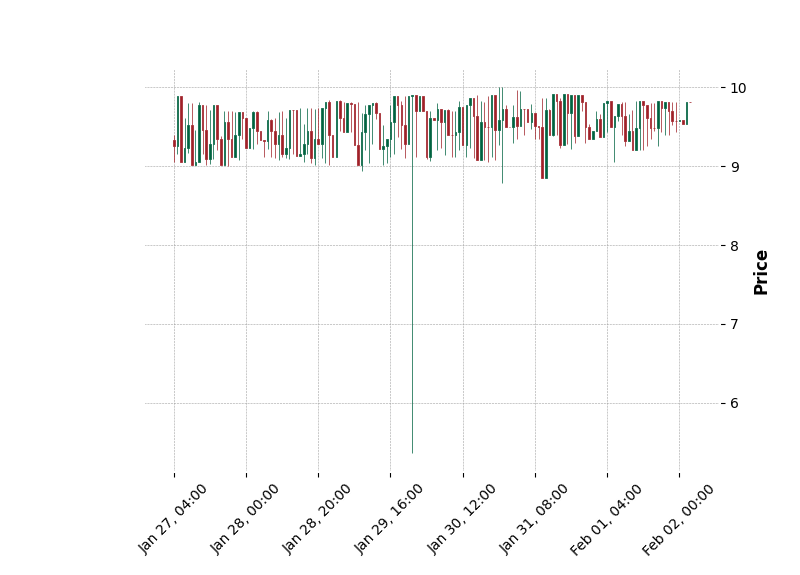 10
9
8
7
6
Price
Jan 27, 04:00
Jan 28, 00:00
Jan 28, 20:00
Jan 29, 16:00
Jan 30, 12:00
Jan 31, 08:00
Feb 01, 04:00
Feb 02, 00:00